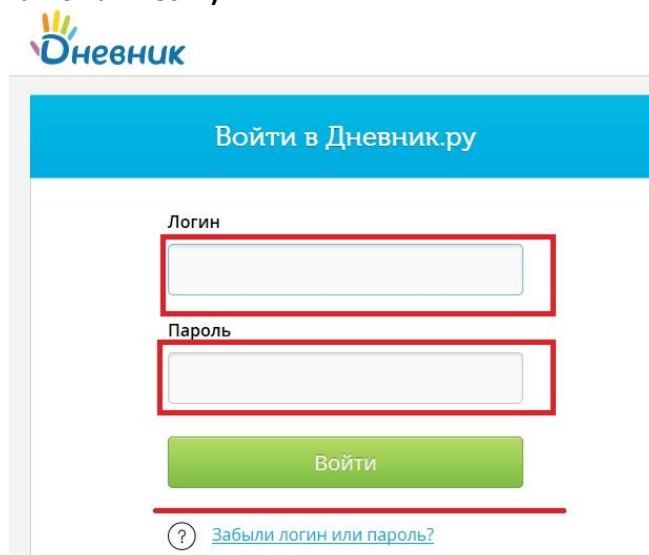 Дневник
Войти в Дневник.ру
Логин
Пароль
Войти
? Забыли логин или пароль?